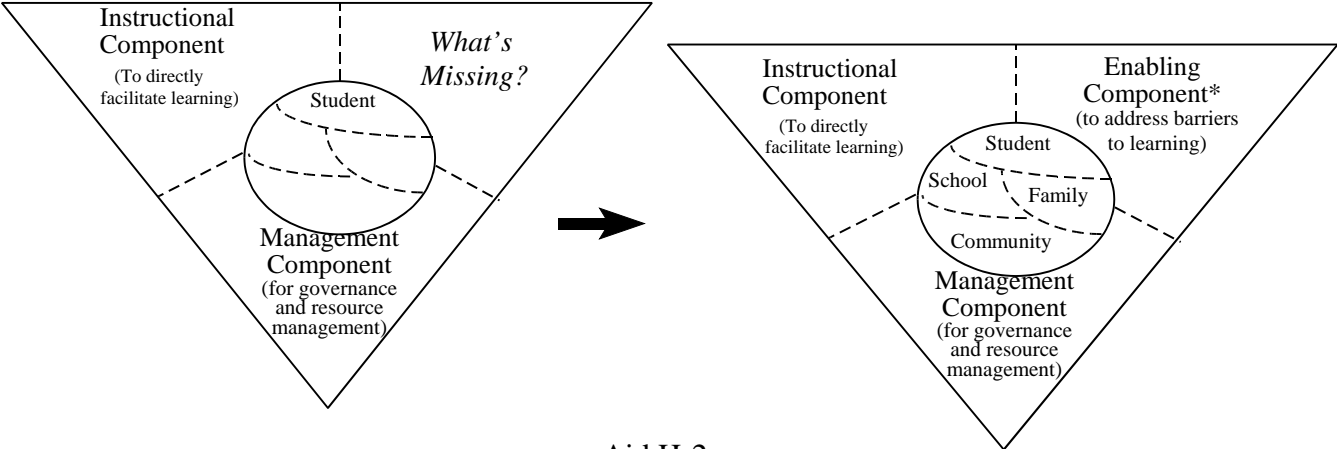 Instructional
Component
(To directly
facilitate learning)
What's
Missing?
Student
Management
Component
(for governance
and resource
management)
Instructional
Component
(To directly
facilitate learning)
Enabling
Component*
(to address barriers
to learning)
Student
School
Family
Community
Management
Component
(for governance
and resource
management)